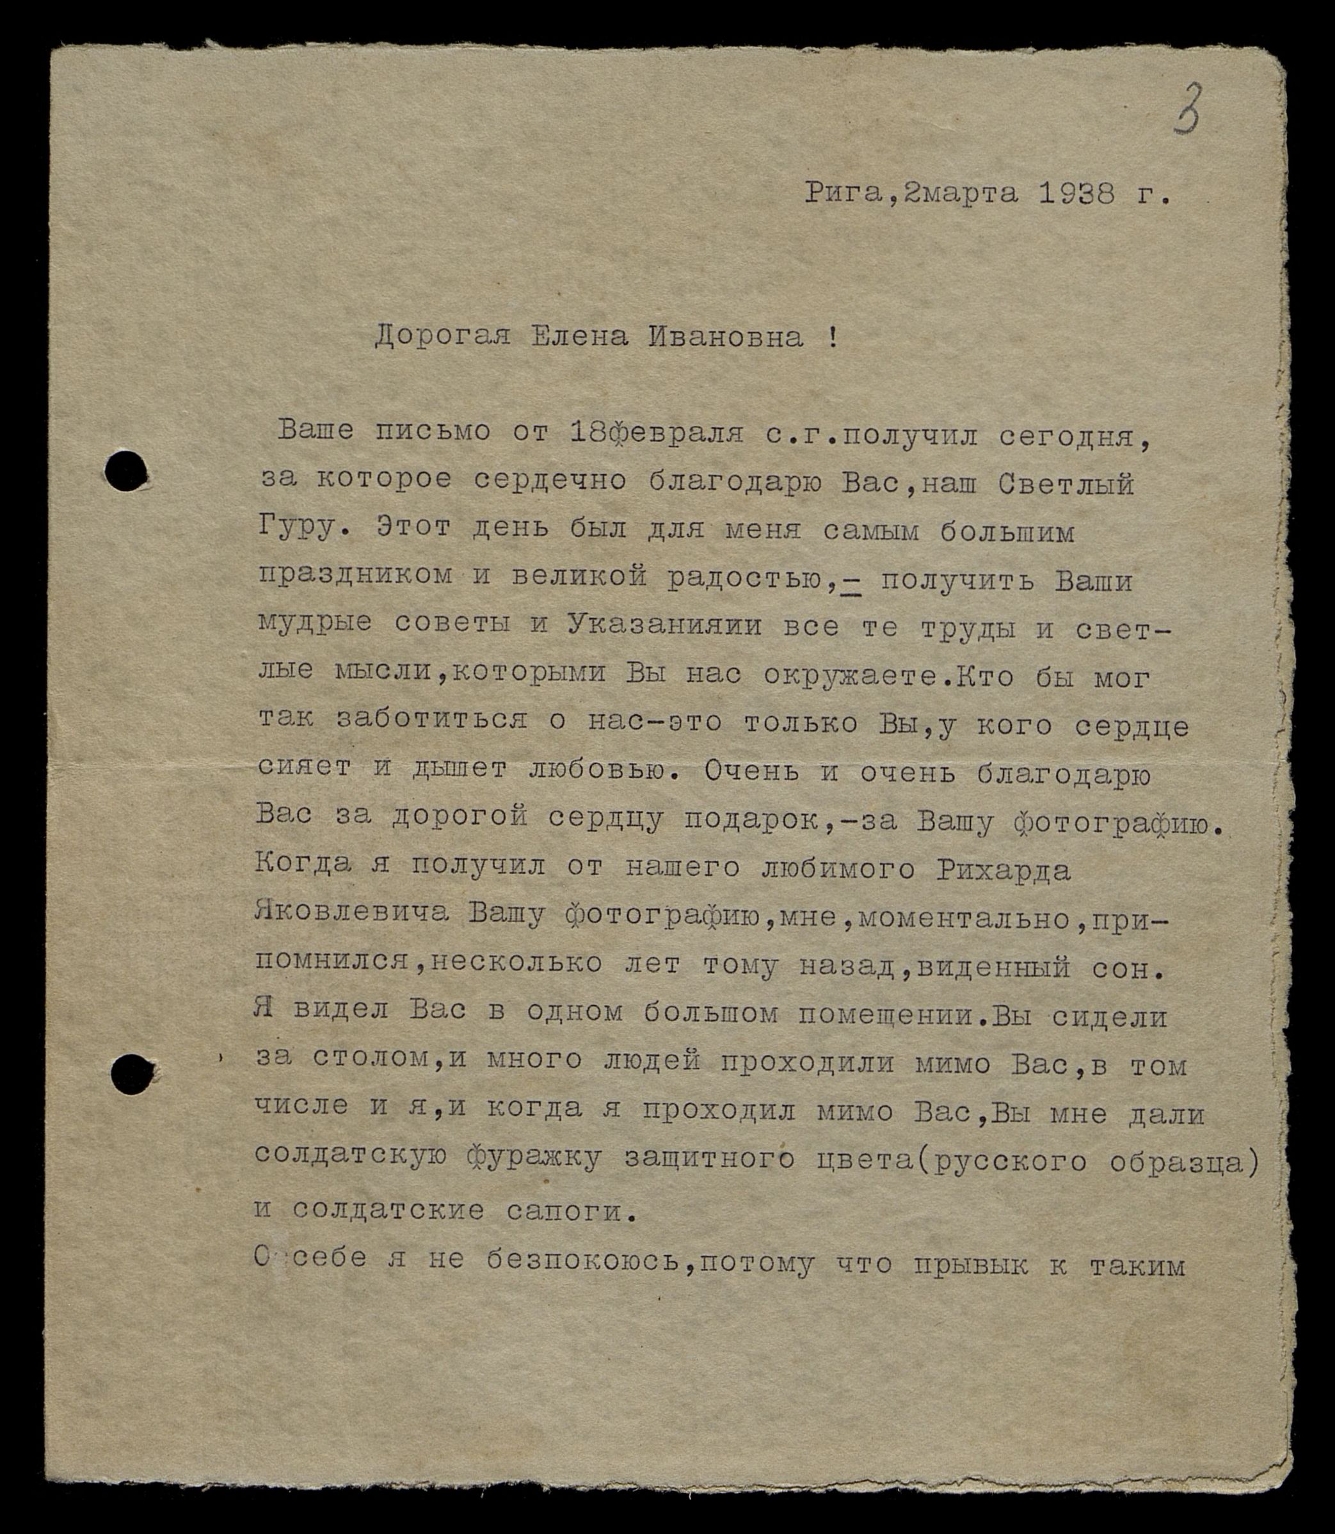 3
Рига,2марта 1938 г.
Дорогая Елена Ивановна !
Ваше письмо от 18февраля с.г.получил сегодня,
за которое сердечно благодарю Вас,наш Светлый
Гуру. Этот день был для меня самым большим
праздником и великой радостью,- получить Ваши
мудрые советы и Указанияии все те труды и свет-
лые мысли,которыми Вы нас окружаете.Кто бы мог
так заботиться о нас-это только Вы,у кого сердце
сияет и дышет любовью. Очень и очень благодарю
Вас за дорогой сердцу подарок,-за Вашу фотографию.
Когда я получил от нашего любимого Рихарда
Яковлевича Вашу фотографию,мне,моментально,при-
помнился,несколько лет тому назад,виденный сон.
Я видел Вас в одном большом помещении.Вы сидели
за столом,и много людей проходили мимо Вас,в том
числе и я,и когда я проходил мимо Вас,Вы мне дали
солдатскую фуражку защитного цвета(русского образца)
и солдатские сапоги.
О себе я не безпокоюсь,потому что прывык к таким